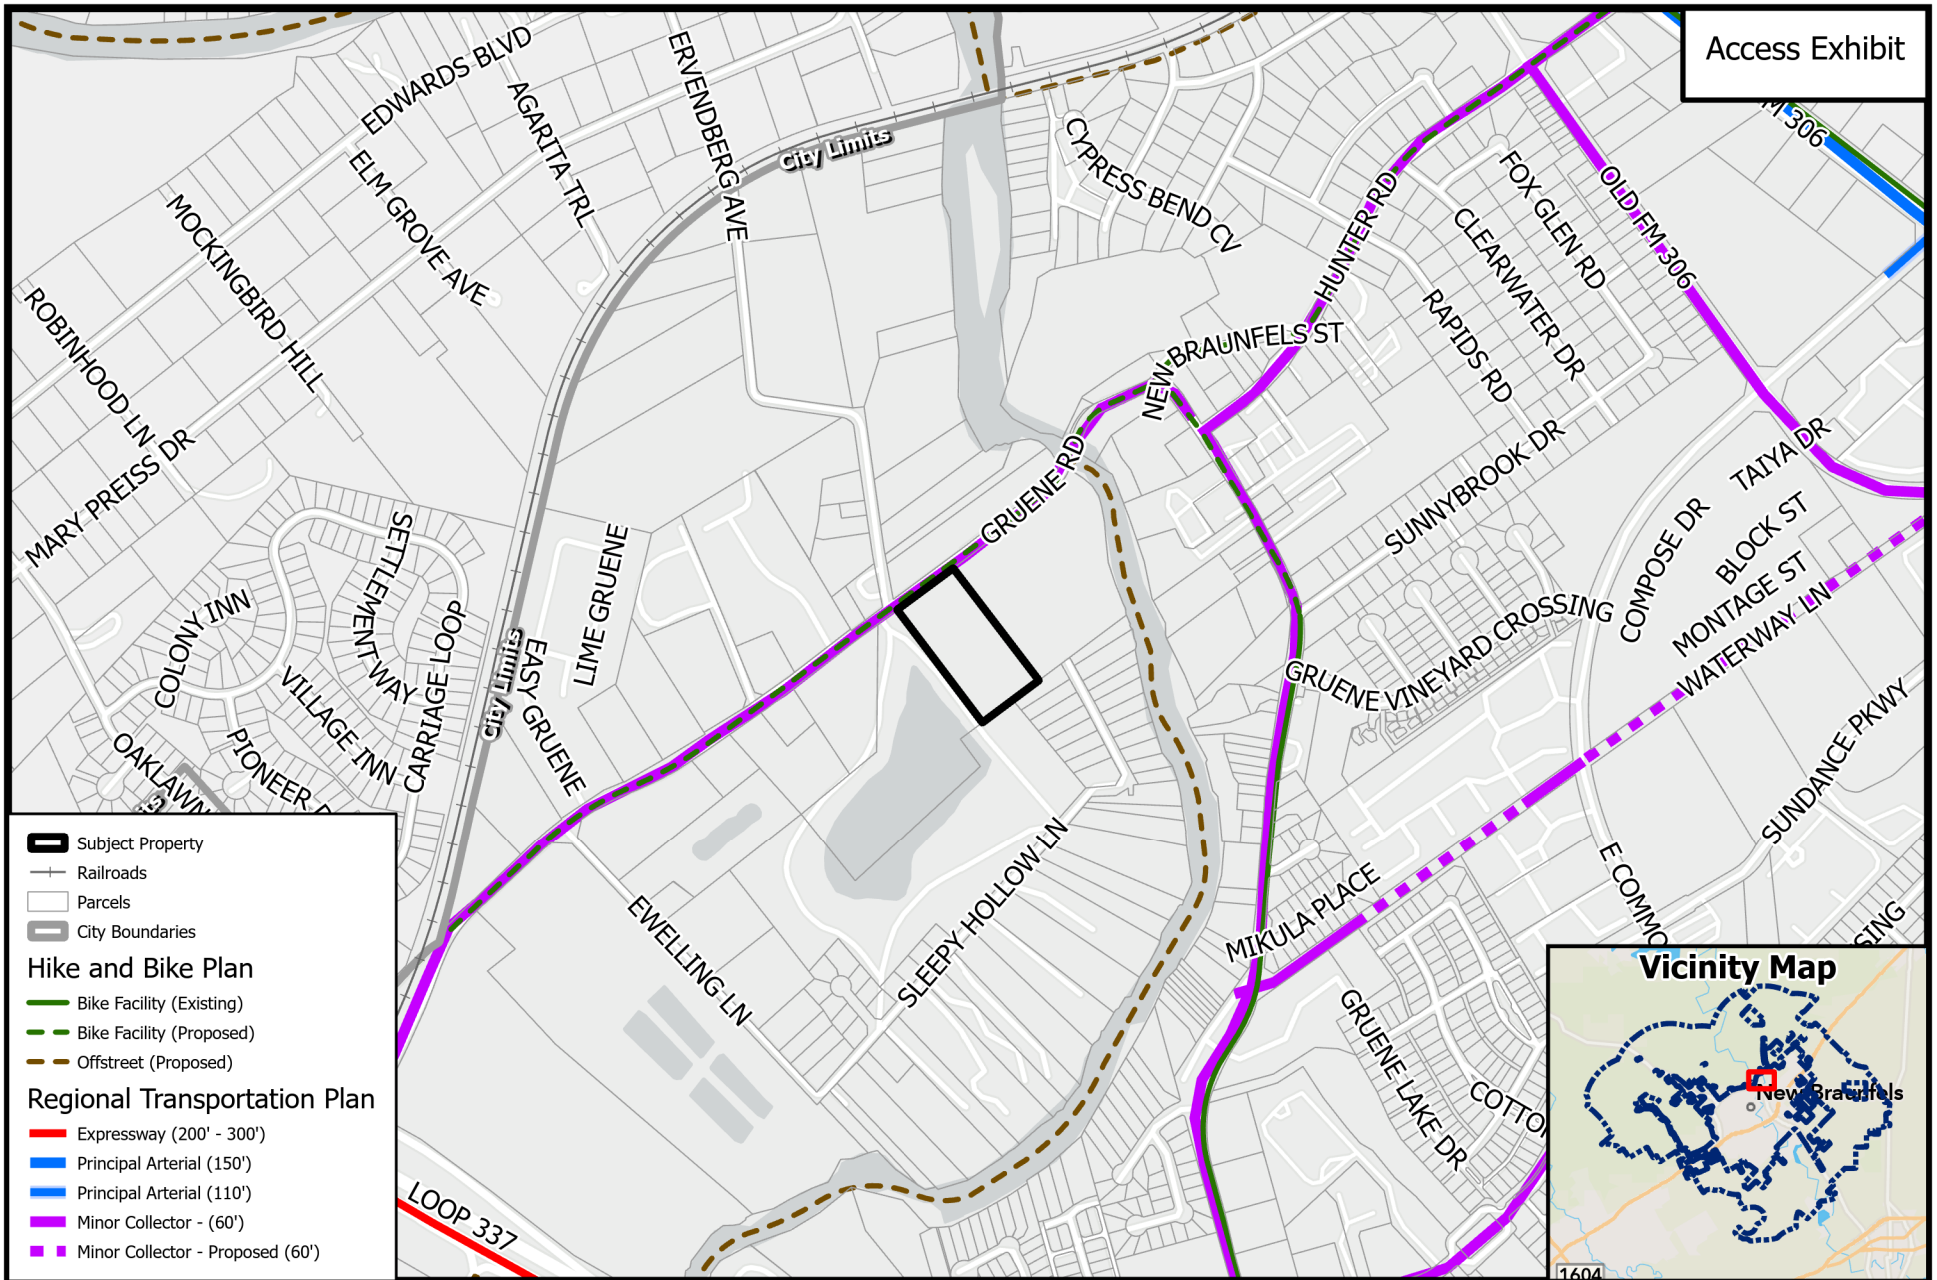 Access Exhibit
EDWARDS BLVD
AGARITA TRL
ERVENDBERG AVE
City Limits
CYPRESS BEND CV
HUNTER RD
FOX GLEN RD
OLD FM 306
M 306
ELM GROVE AVE
MOCKINGBIRD HILL
CLEARWATER DR
RAPIDS RD
ROBINHOOD LN
NEW BRAUNFELS ST
MARY PREISS DR
GRUENE RD
SUNNYBROOK DR
TAIYA DR
SETTLEMENT WAY
LIME GRUENE
COMPOSE DR
BLOCK ST
MONTAGE ST
WATERWAY LN
COLONY INN
CARRIAGE LOOP
City Limits
EASY GRUENE
GRUENE VINEYARD CROSSING
VILLAGE INN
SUNDANCE PKWY
OAKLAWN
PIONEER D
E COMMO
SLEEPY HOLLOW LN
MIKULA PLACE
EWELLING LN
SING
GRUENE LAKE DR
COTTO
LOOP 337
Subject Property
Railroads
Parcels
City Boundaries
Hike and Bike Plan
Bike Facility (Existing)
Bike Facility (Proposed)
Offstreet (Proposed)
Regional Transportation Plan
Expressway (200' - 300')
Principal Arterial (150')
Principal Arterial (110')
Minor Collector - (60')
Minor Collector - Proposed (60')
Vicinity Map
New Braunfels
1604